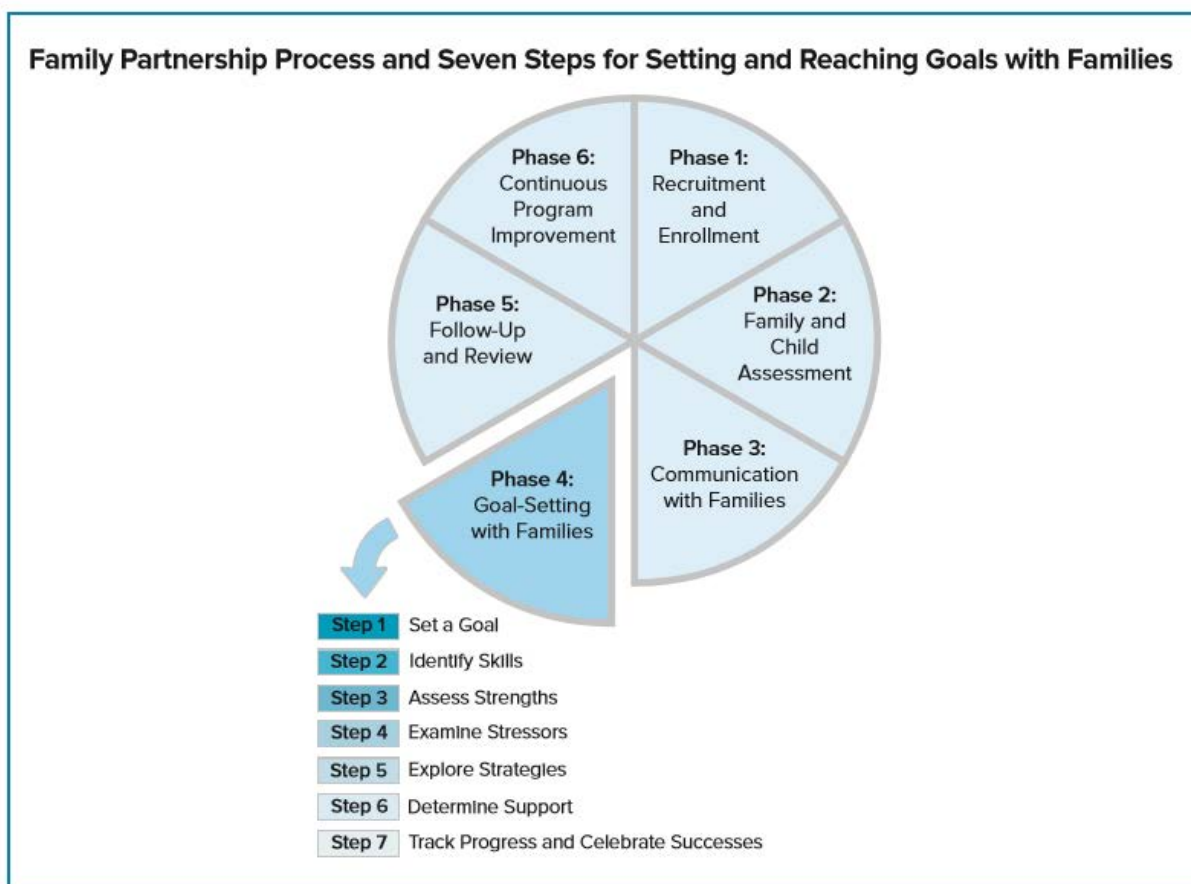 Family Partnership Process and Seven Steps for Setting and Reaching Goals with Families
Phase 1:
Recruitment
and
Enrollment
Phase 2:
Family and
Child
Assessment
Phase 3:
Communication
with Families
Phase 4:
Goal-Setting
with Families
Phase 5:
Follow-Up
and Review
Phase 6:
Continuous
Program
Improvement
Step 1 Set a Goal
Step 2 Identify Skills
Step 3 Assess Strengths
Step 4 Examine Stressors
Step 5 Explore Strategies
Step 6 Determine Support
Step 7 Track Progress and Celebrate Successes